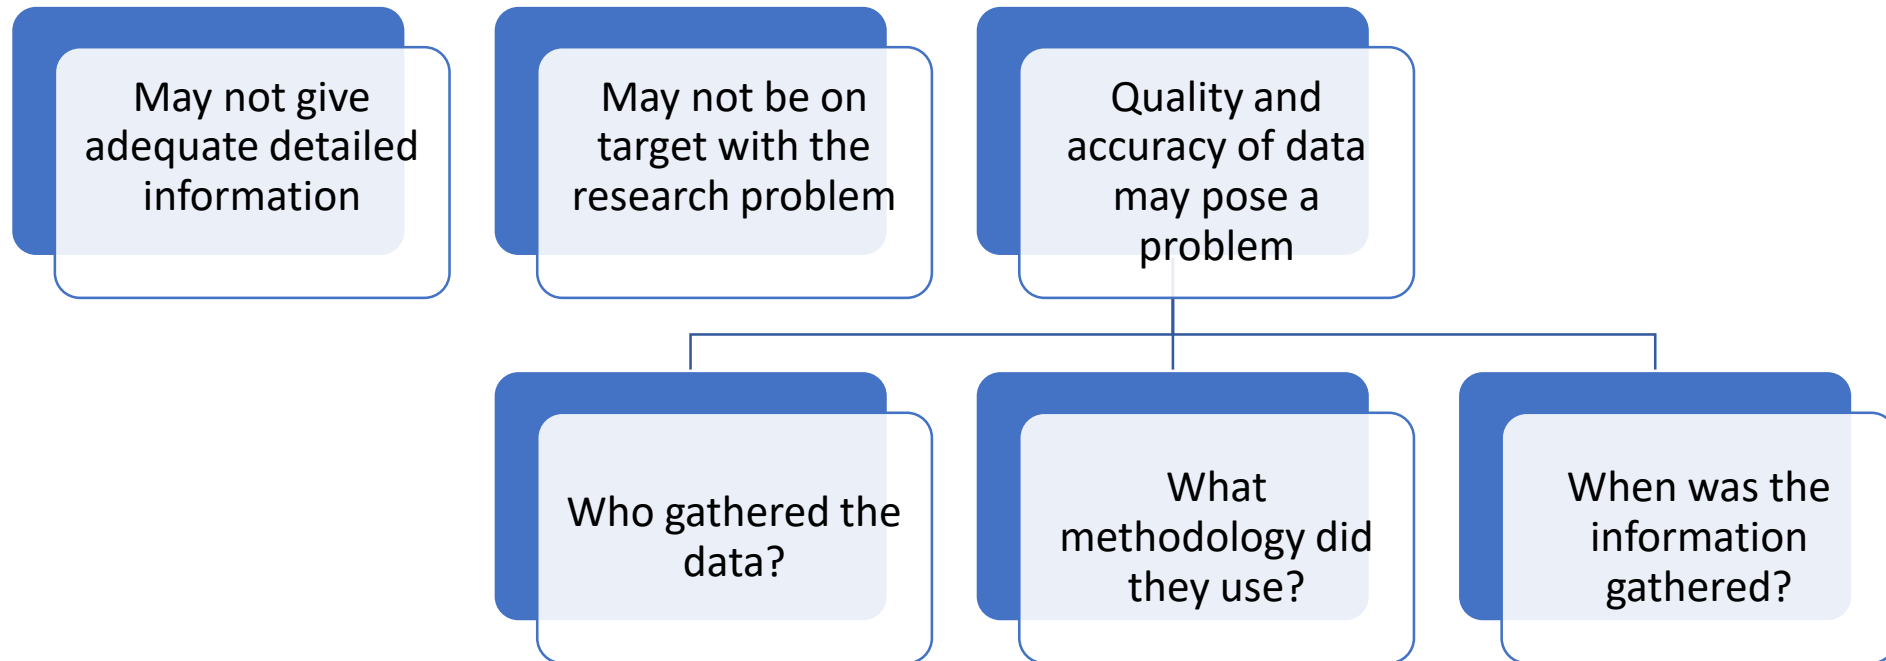 May not give
adequate detailed
information
May not be on
target with the
research problem
Quality and
accuracy of data
may pose a
problem
Who gathered the
data?
What
methodology did
they use?
When was the
information
gathered?